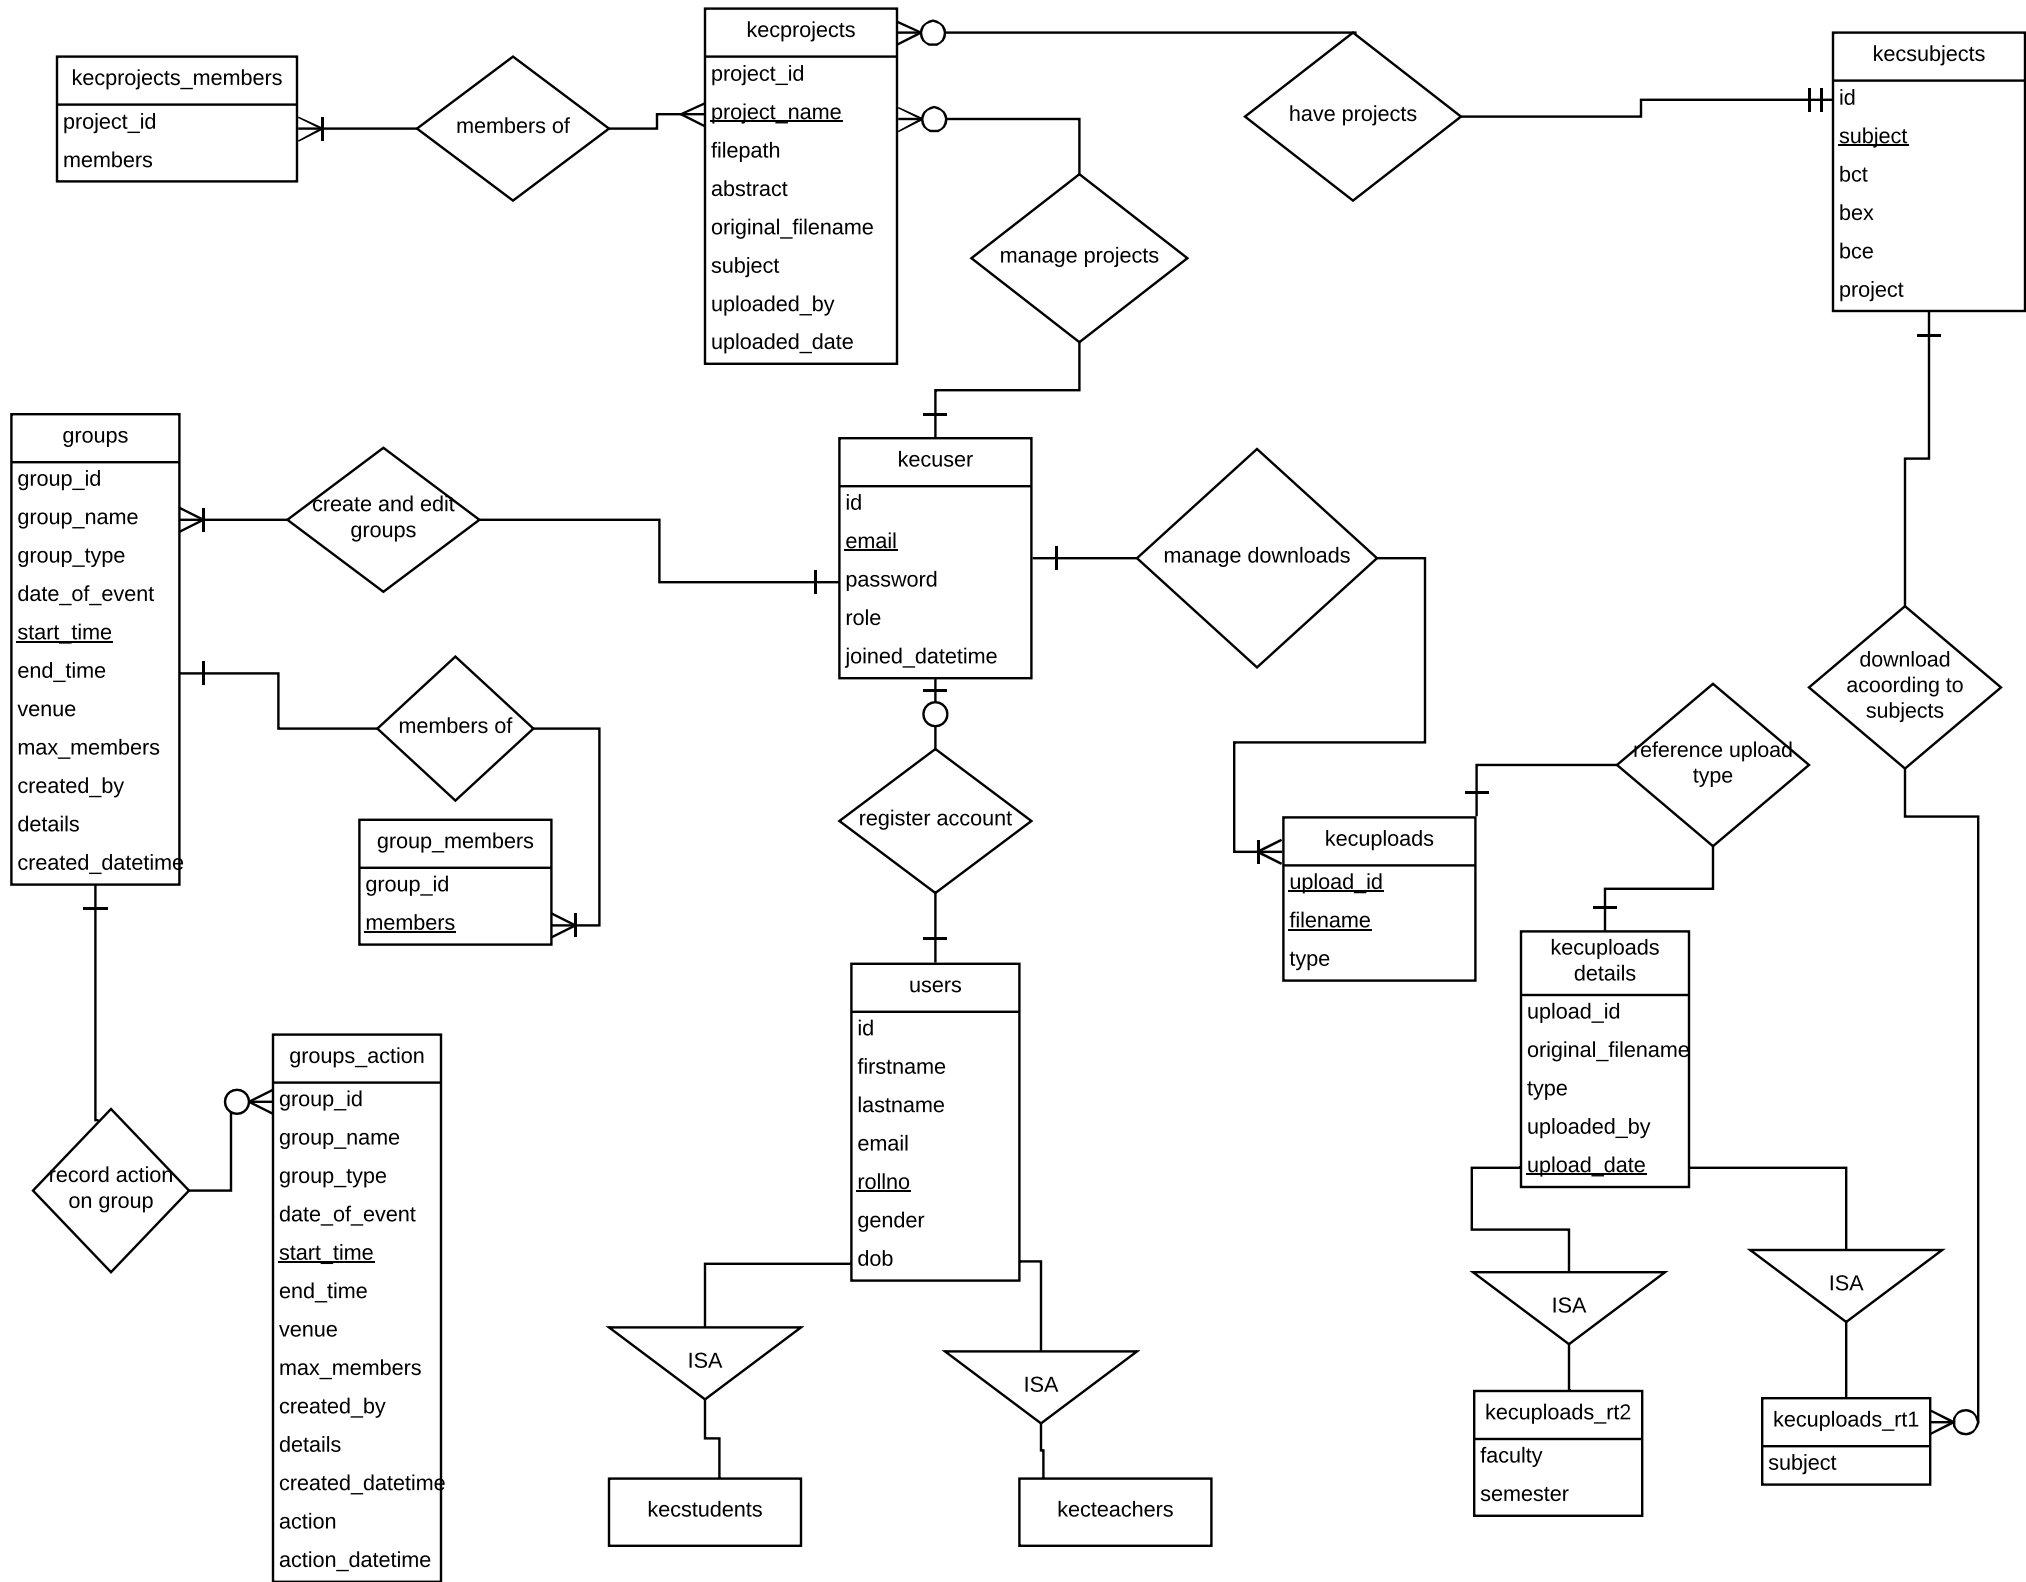 kecprojects_members
project_id
members
members of
kecprojects
project_id
project_name
filepath
abstract
original_filename
subject
uploaded_by
uploaded_date
have projects
manage projects
kecsubjects
id
subject
bct
bex
bce
project
groups
group_id
group_name
group_type
date_of_event
start_time
end_time
venue
max_members
created_by
details
created_datetime
create and edit
groups
members of
group_members
group_id
members
kecuser
id
email
password
role
joined_datetime
manage downloads
register account
download
acoording to
subjects
reference upload
type
kecuploads
upload_id
filename
type
kecuploads
details
upload_id
original_filename
type
uploaded_by
upload_date
record action
on group
groups_action
group_id
group_name
group_type
date_of_event
start_time
end_time
venue
max_members
created_by
details
created_datetime
action
action_datetime
users
id
firstname
lastname
email
rollno
gender
dob
ISA
ISA
kecstudents
kecteachers
ISA
ISA
kecuploads_rt2
faculty
semester
kecuploads_rt1
subject